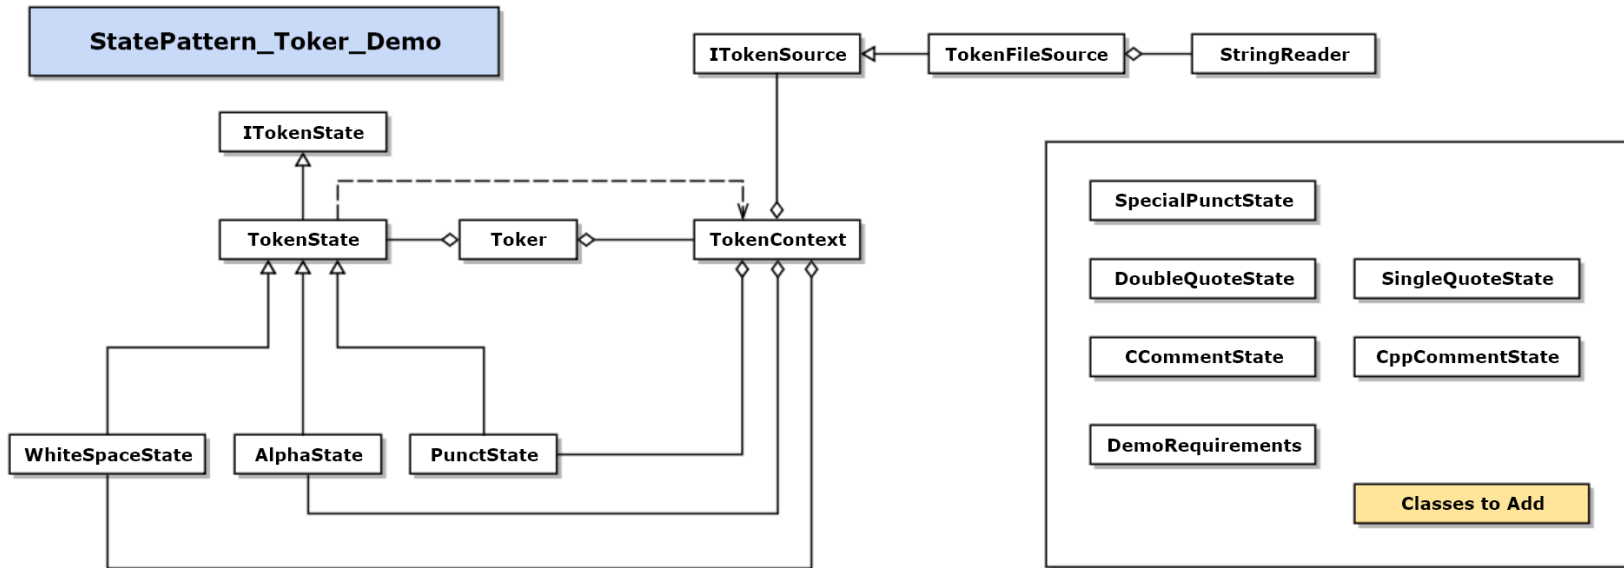 StatePattern_Toker_Demo
ITokenSource
TokenFileSource
StringReader
ITokenState
TokenState
Toker
TokenContext
WhiteSpaceState
AlphaState
PunctState
SpecialPunctState
DoubleQuoteState
SingleQuoteState
CCommentState
CppCommentState
DemoRequirements
Classes to Add